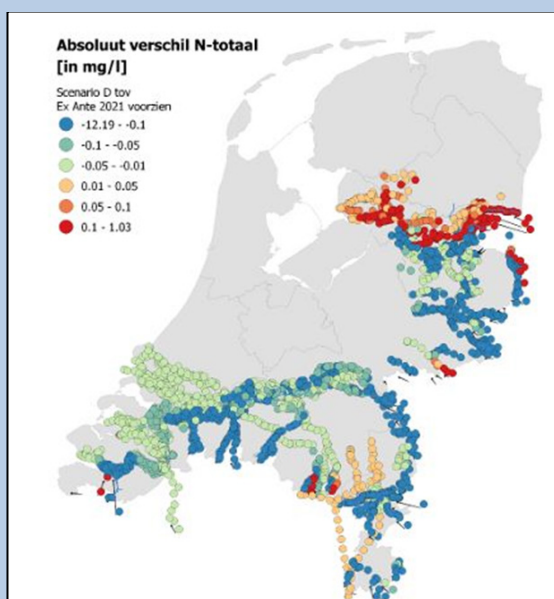 Absoluut verschil N-totaal
[in mg/l]
Scenario D tov
Ex Ante 2021 voorzien
-12.19 - -0.1
-0.1 - -0.05
-0.05 - -0.01
0.01 - 0.05
0.05 - 0.1
0.1 - 1.03